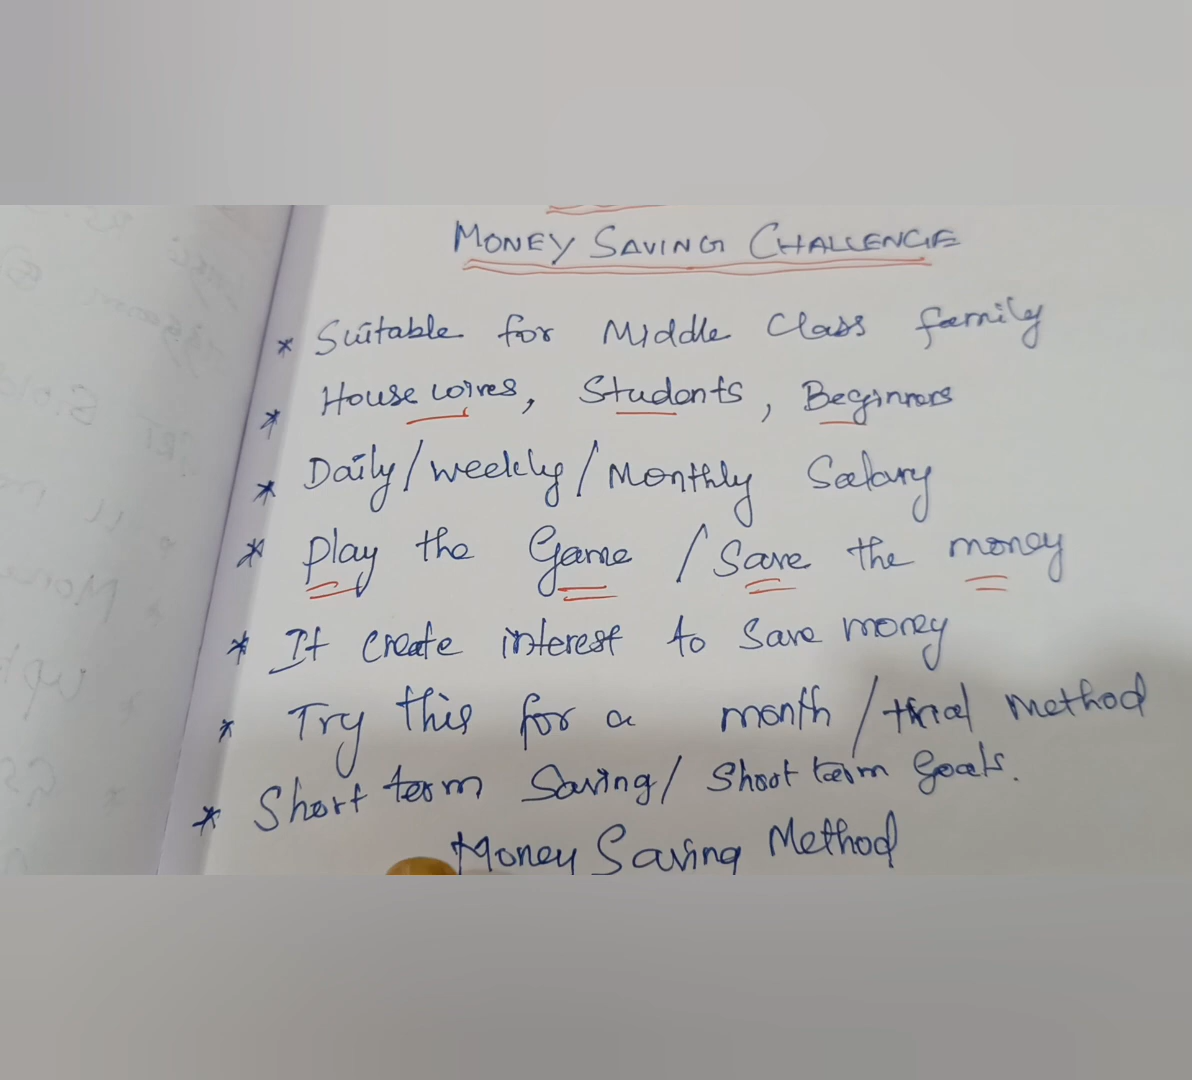 MONEY SAVING CHALLENGE
* Suitable for Middle Class family
* House wives, Students, Beginners
* Daily/weekly/Monthly Salary
* play the Game / Save the money
* It create interest to Save money
* Try this for a month / trial Method
* Short term Saving/ Short term Goals.
Money Saving Method